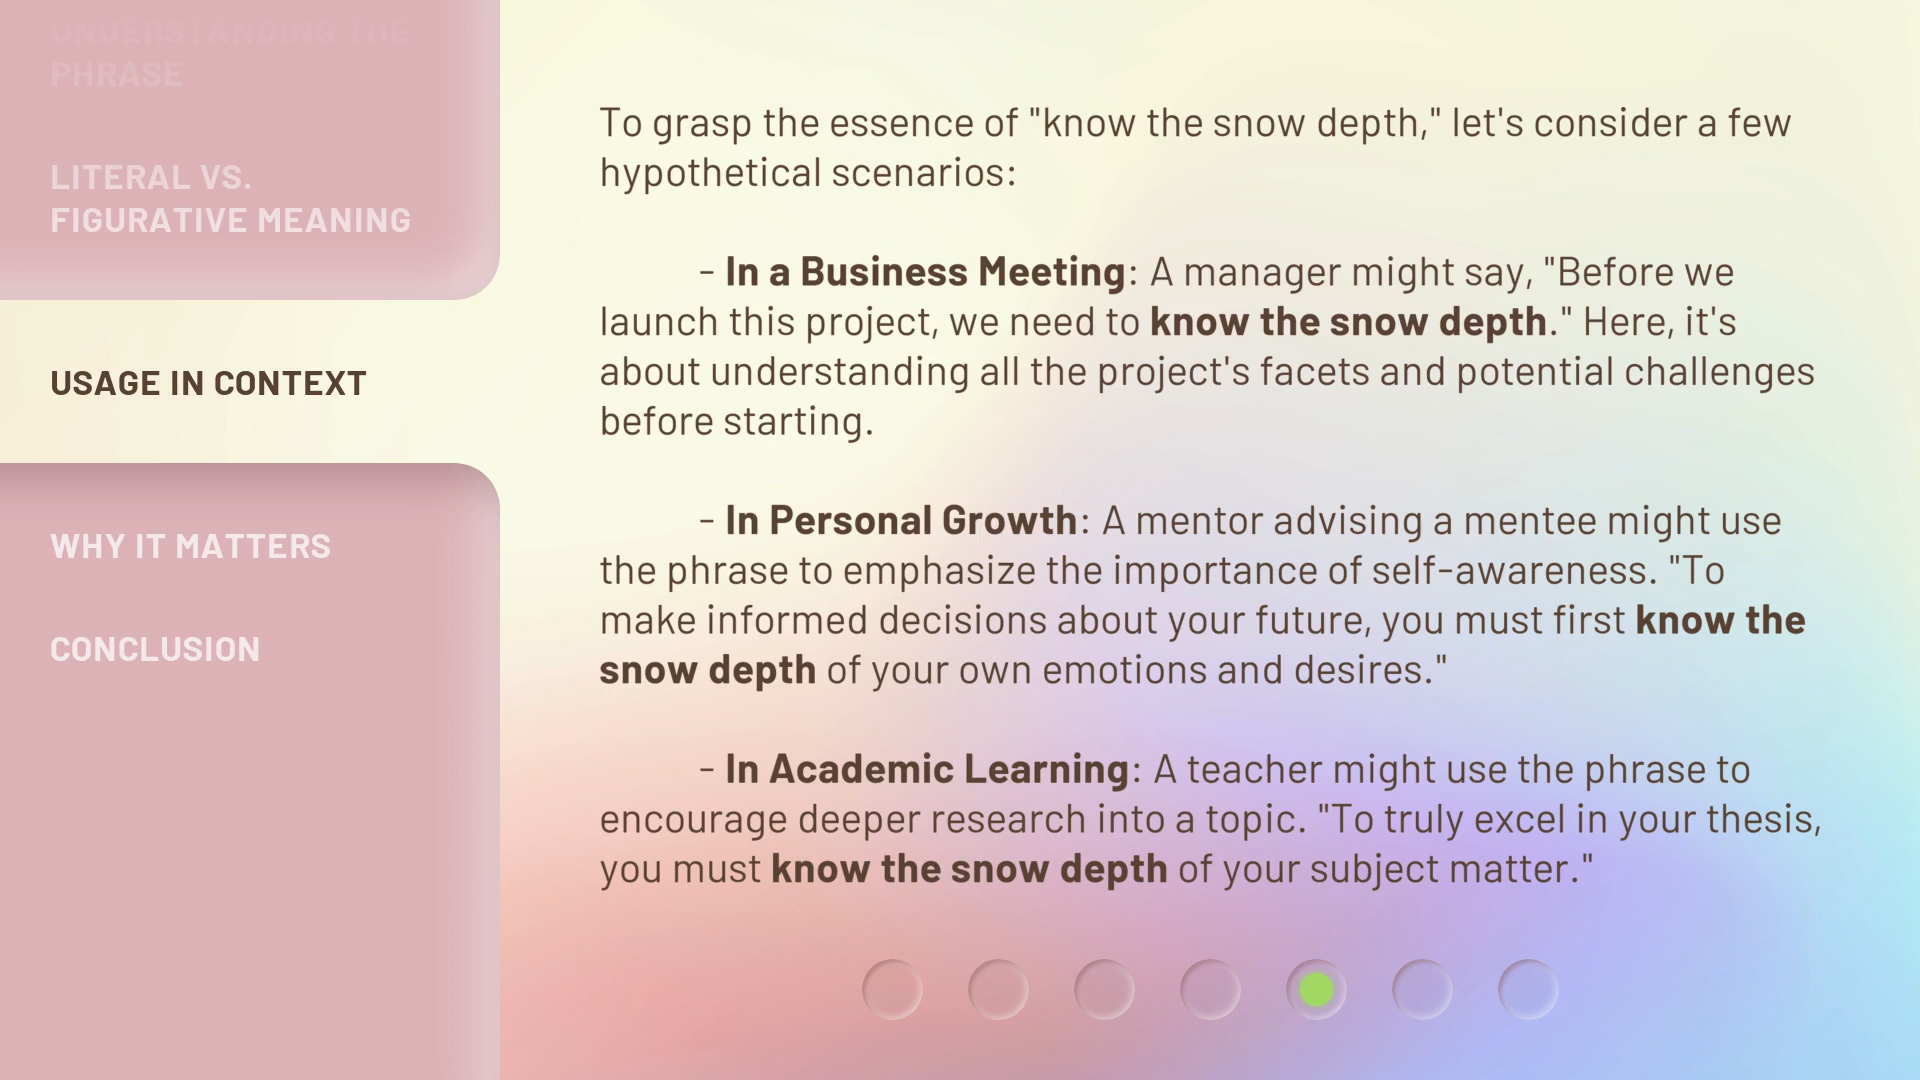 UNDERSTANDING THE
PHRASE
LITERAL VS.
FIGURATIVE MEANING
USAGE IN CONTEXT
WHY IT MATTERS
CONCLUSION
To grasp the essence of "know the snow depth," let's consider a few
hypothetical scenarios:
- In a Business Meeting: A manager might say, "Before we
launch this project, we need to know the snow depth." Here, it's
about understanding all the project's facets and potential challenges
before starting.
- In Personal Growth: A mentor advising a mentee might use
the phrase to emphasize the importance of self-awareness. "To
make informed decisions about your future, you must first know the
snow depth of your own emotions and desires."
- In Academic Learning: A teacher might use the phrase to
encourage deeper research into a topic. "To truly excel in your thesis,
you must know the snow depth of your subject matter."